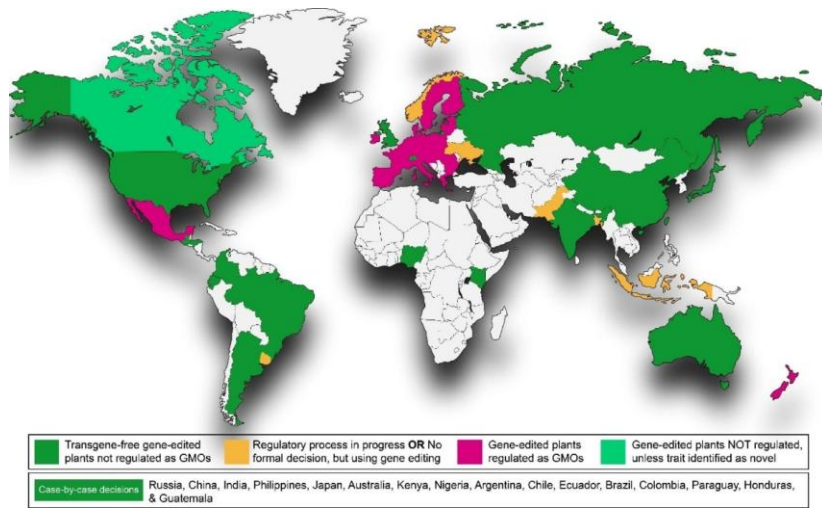 Transgene-free gene-edited
plants not regulated as GMOs
Regulatory process in progress OR No
formal decision, but using gene editing
Gene-edited plants
regulated as GMOs
Gene-edited plants NOT regulated,
unless trait identified as novel
Case-by-case decisions
Russia, China, India, Philippines, Japan, Australia, Kenya, Nigeria, Argentina, Chile, Ecuador, Brazil, Colombia, Paraguay, Honduras,
& Guatemala